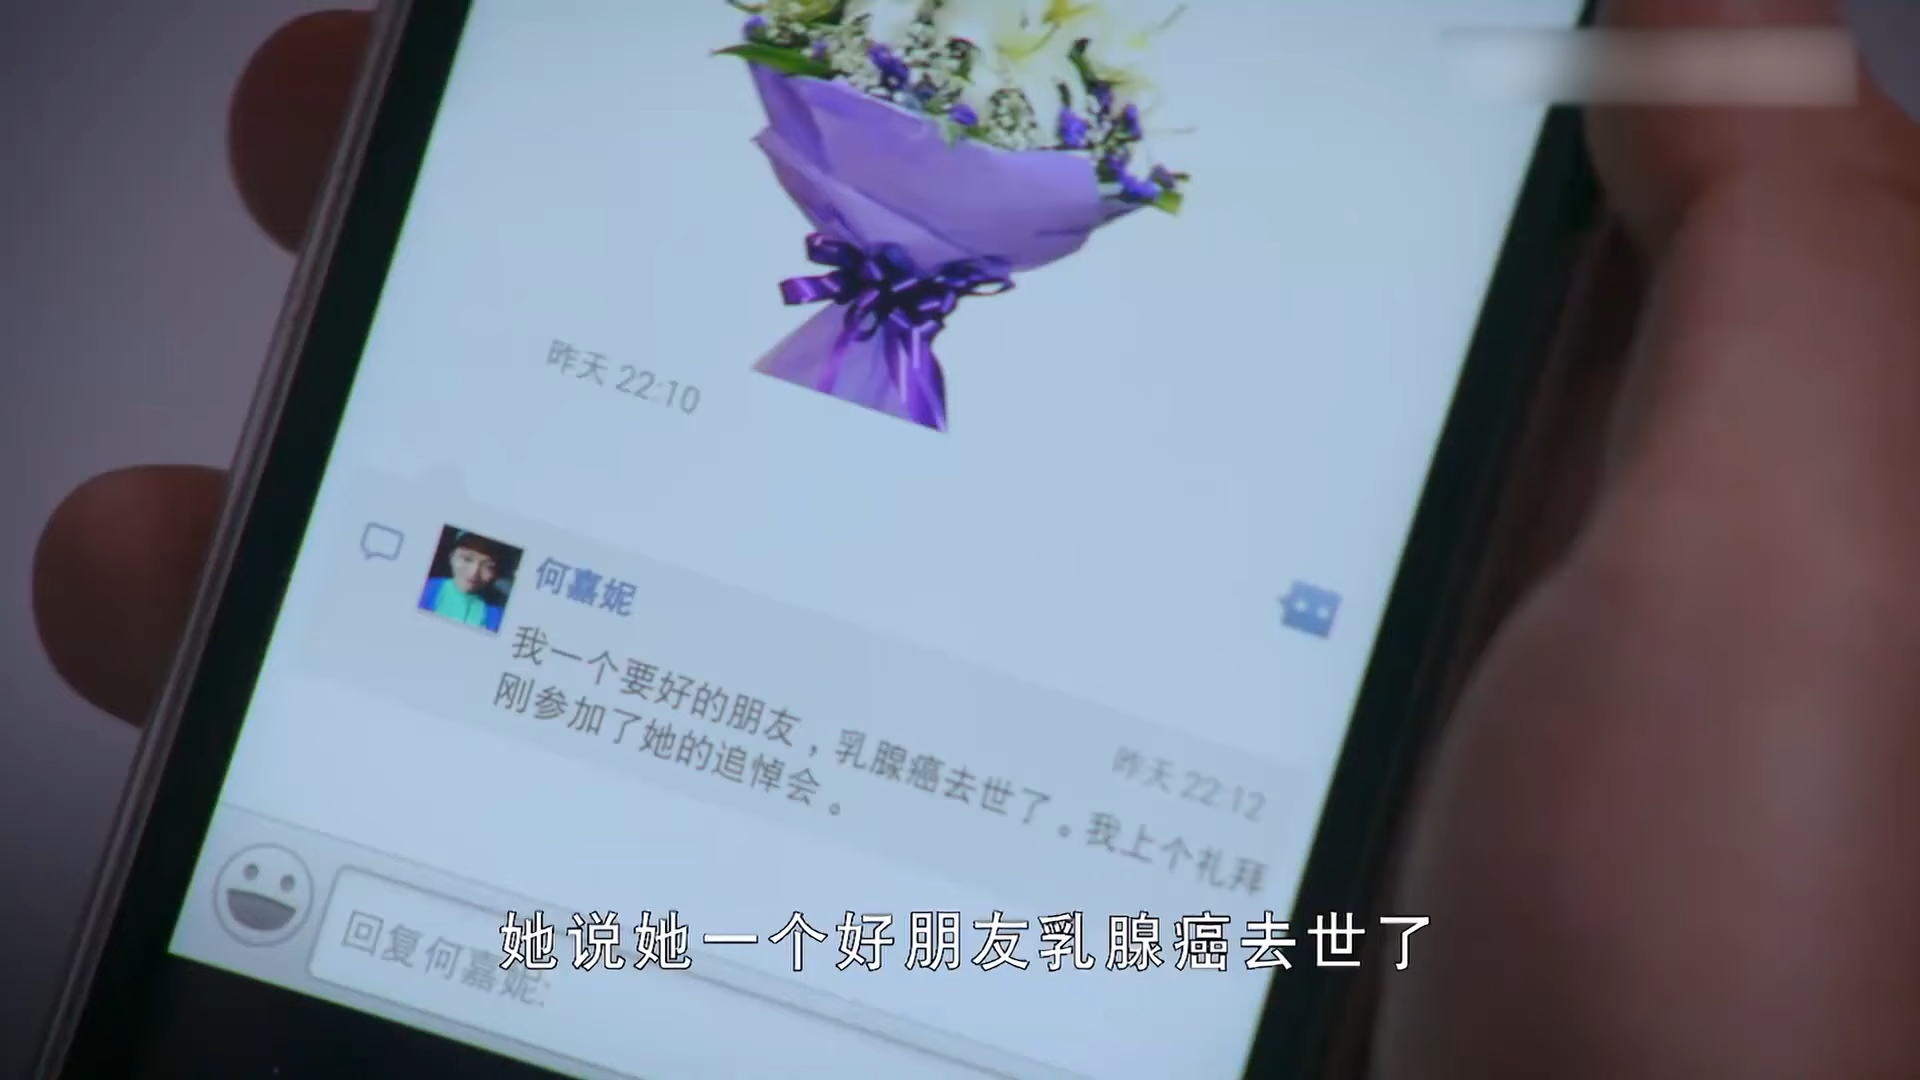 昨天 22:10
何嘉妮
昨天 22:12
我一个要好的朋友，乳腺癌去世了。我上个礼拜
刚参加了她的追悼会。
回复何嘉妮:
她说她一个好朋友乳腺癌去世了